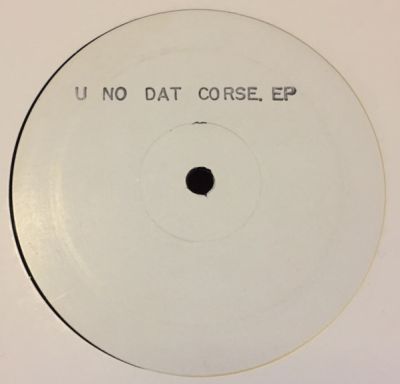 U NO DAT CORSE. EP